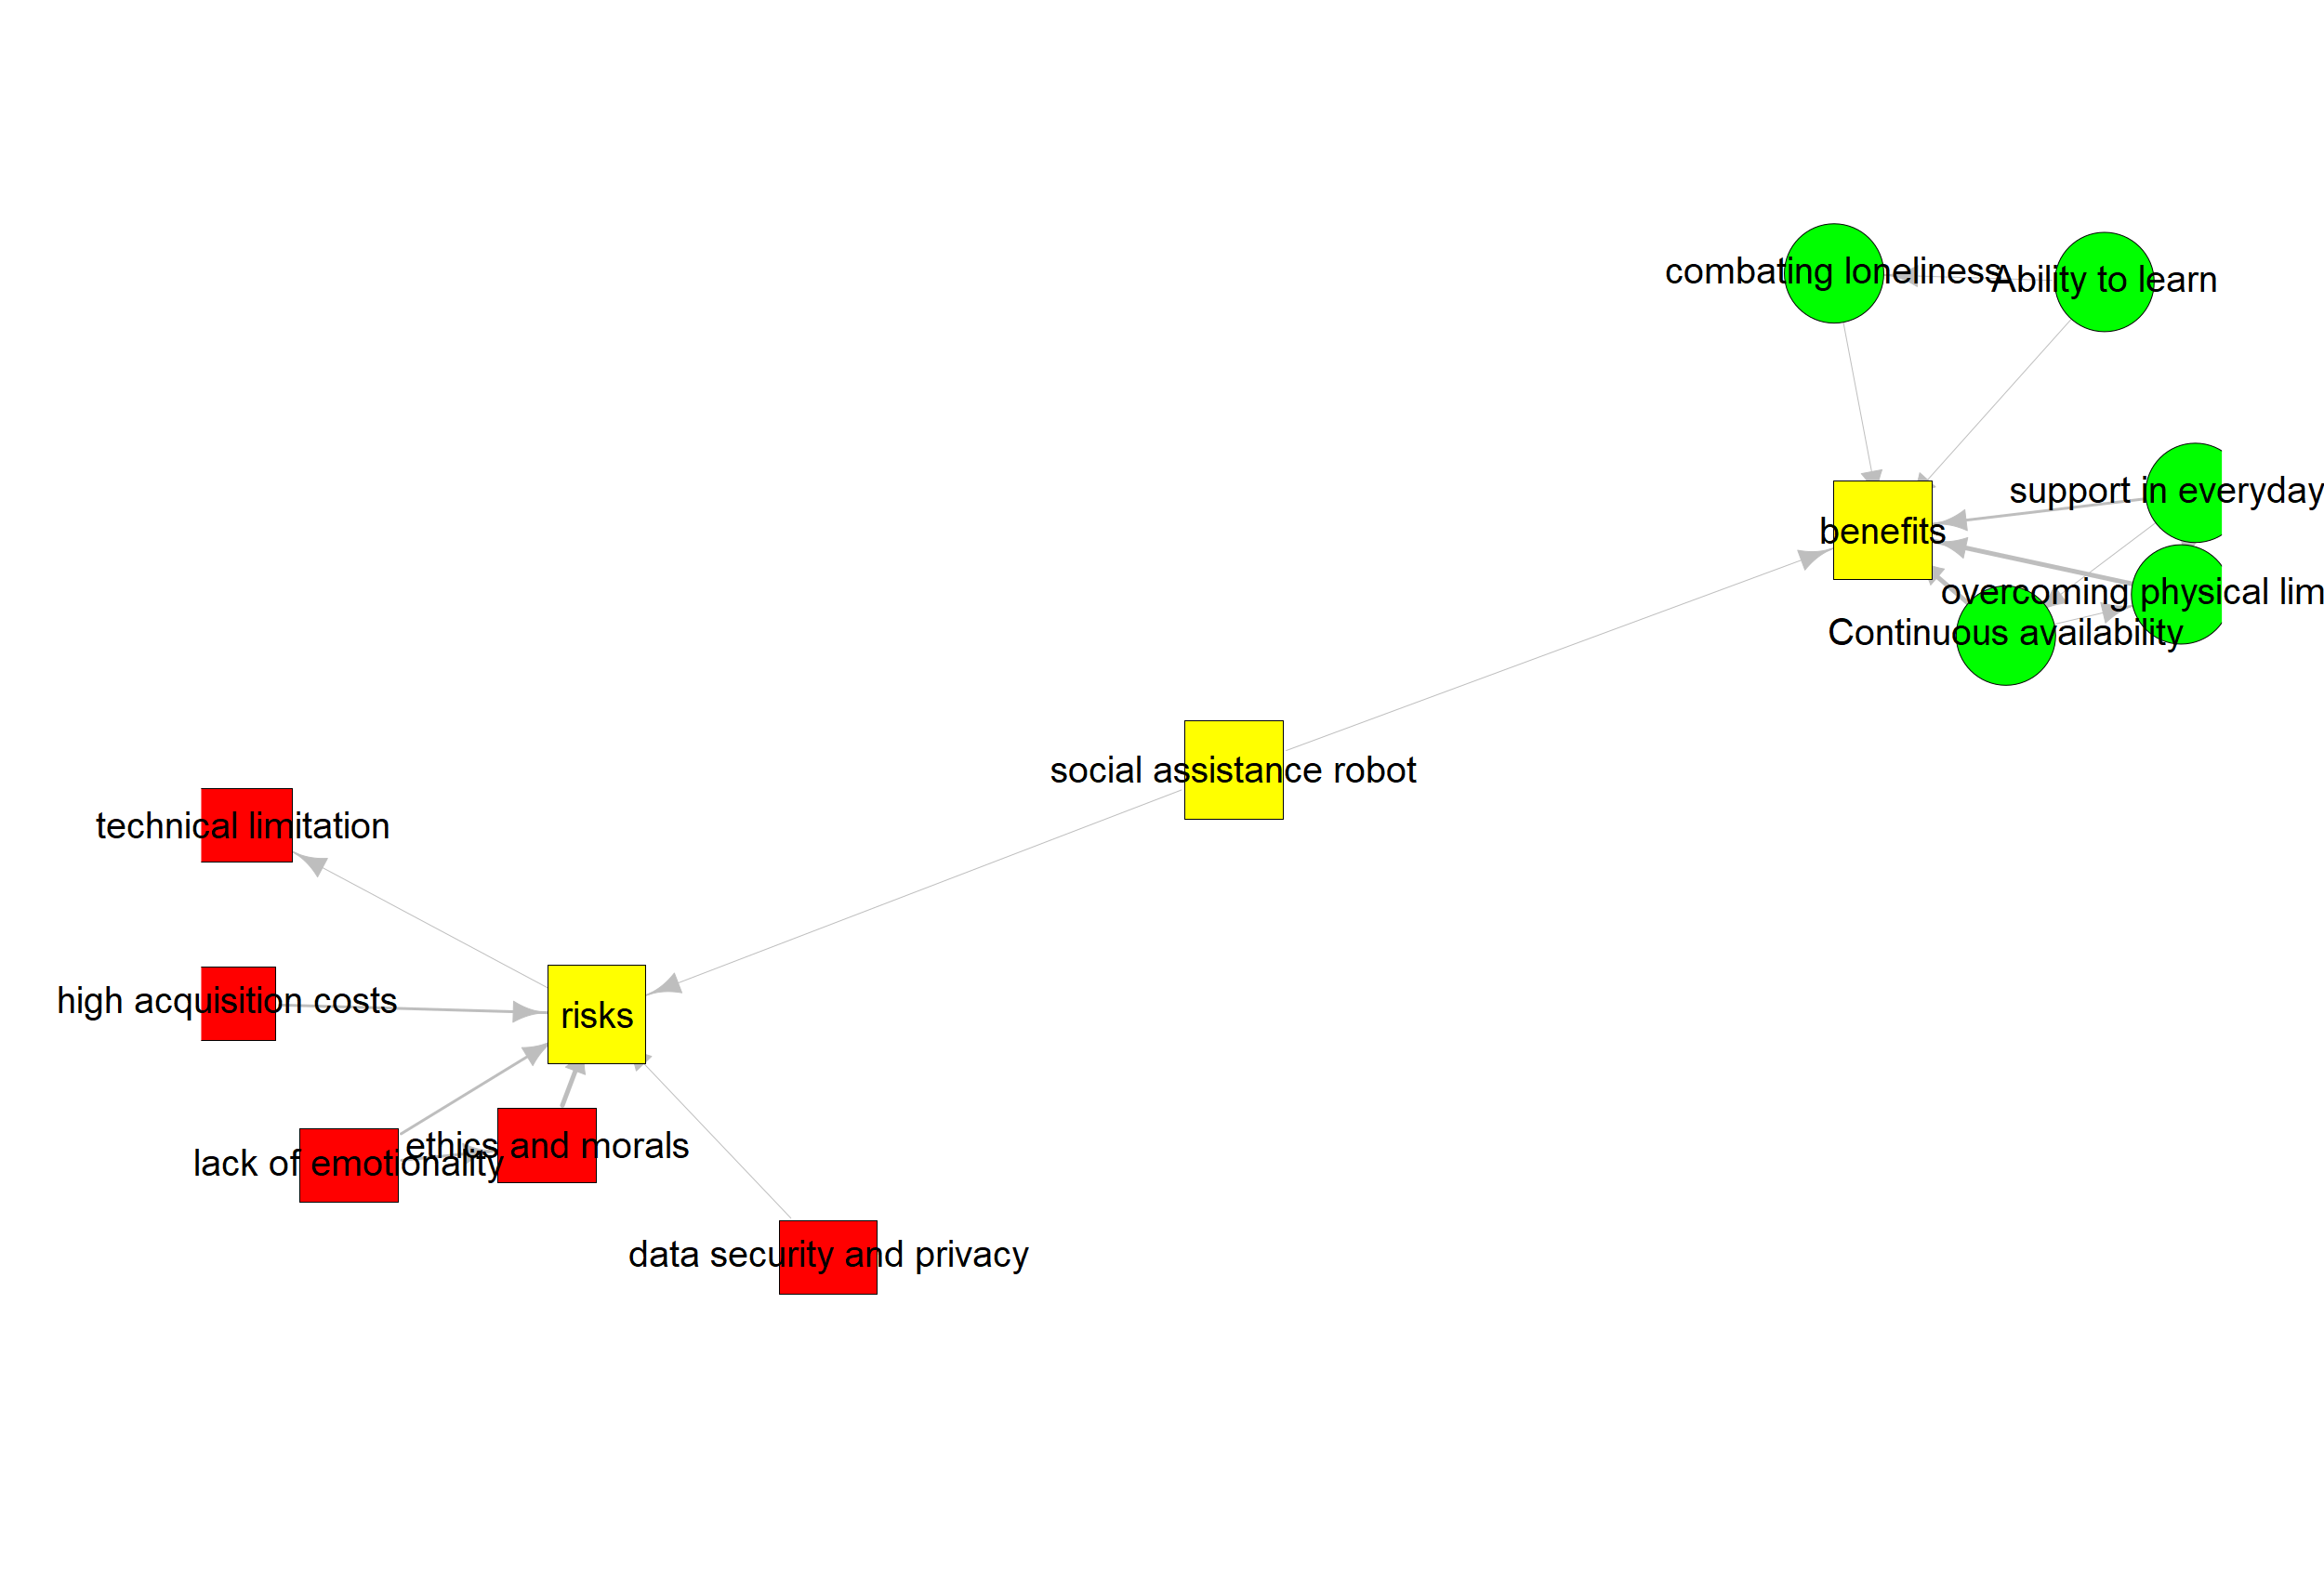 combating loneliness
Ability to learn
support in everyday
benefits
overcoming physical lim
Continuous availability
social assistance robot
technical limitation
high acquisition costs
risks
ethics and morals
lack of emotionality
data security and privacy